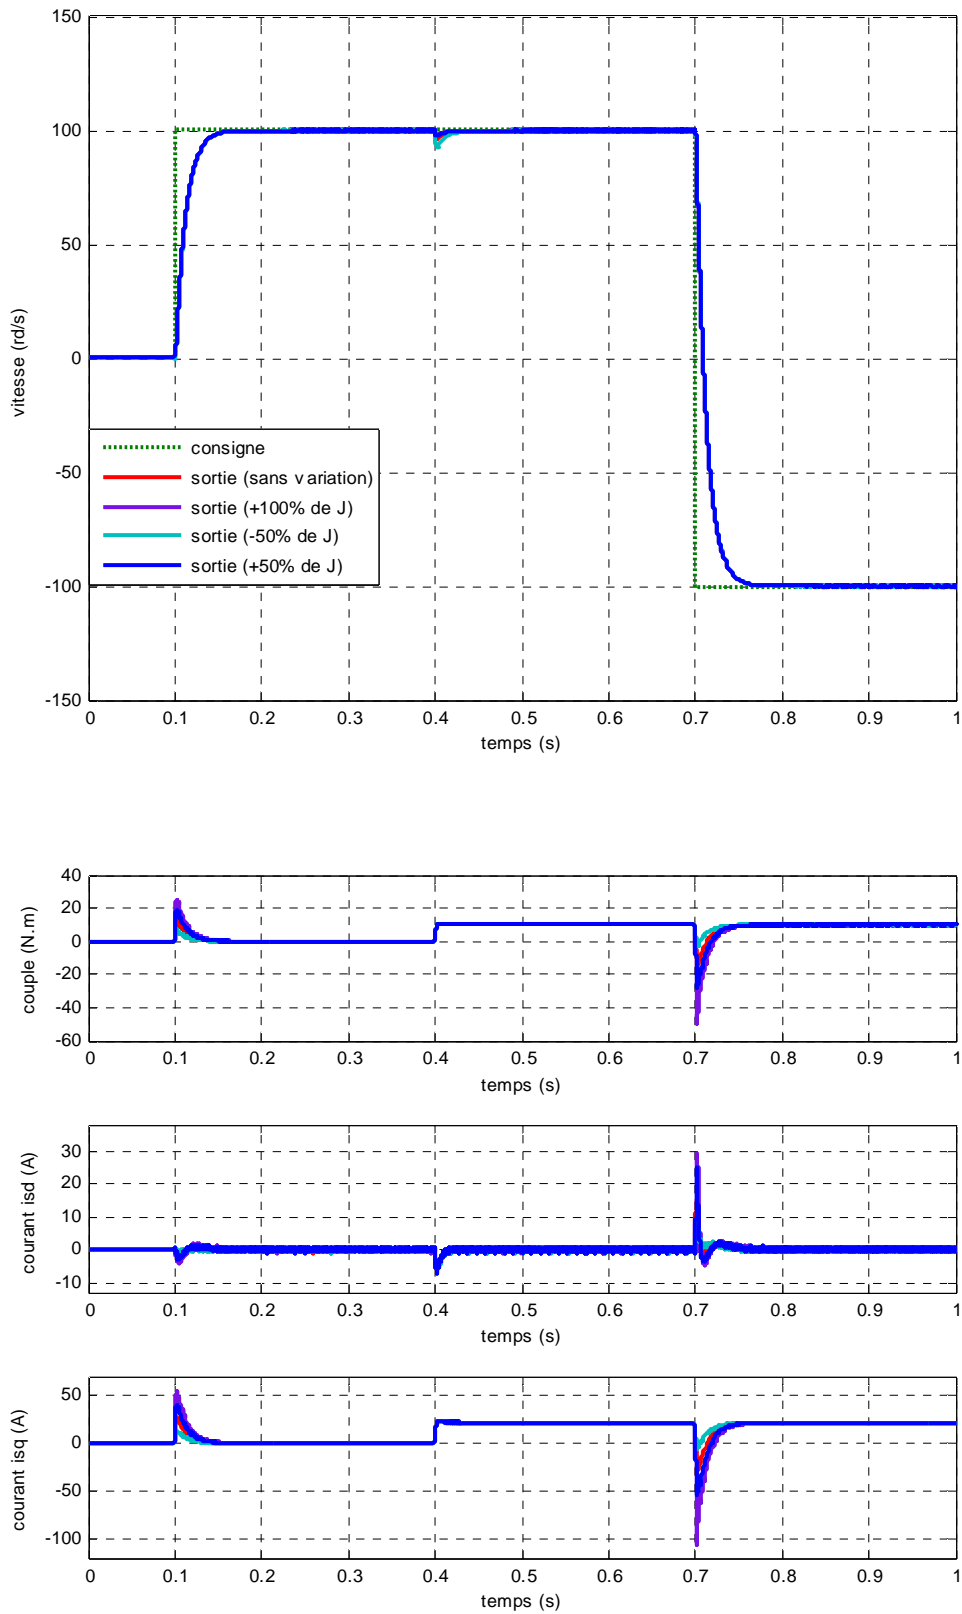 150
100
50
0
-50
-100
-150
vitesse (rd/s)
consigne
sortie (sans variation)
sortie (+100% de J)
sortie (-50% de J)
sortie (+50% de J)
0 0.1 0.2 0.3 0.4 0.5 0.6 0.7 0.8 0.9 1
temps (s)
40
20
0
-20
-40
-60
couple (N.m)
0 0.1 0.2 0.3 0.4 0.5 0.6 0.7 0.8 0.9 1
temps (s)
30
20
10
0
-10
courant isd (A)
0 0.1 0.2 0.3 0.4 0.5 0.6 0.7 0.8 0.9 1
temps (s)
50
0
-50
-100
courant isq (A)
0 0.1 0.2 0.3 0.4 0.5 0.6 0.7 0.8 0.9 1
temps (s)